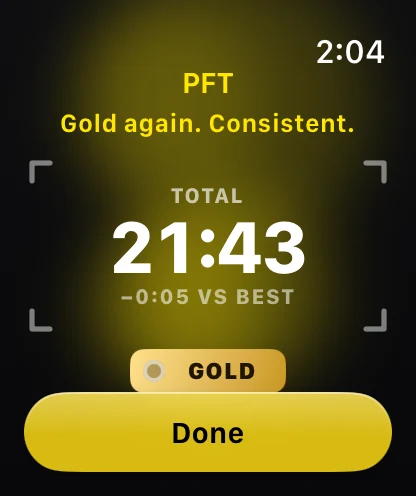 2:04
PFT
Gold again. Consistent.
TOTAL
21:43
−0:05 VS BEST
GOLD
Done